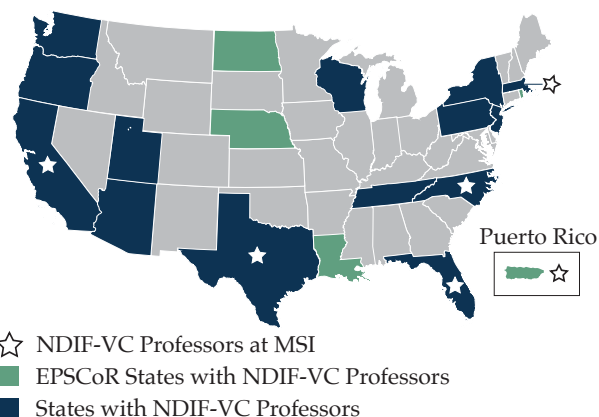 Puerto Rico
NDIF-VC Professors at MSI
EPSCoR States with NDIF-VC Professors
States with NDIF-VC Professors